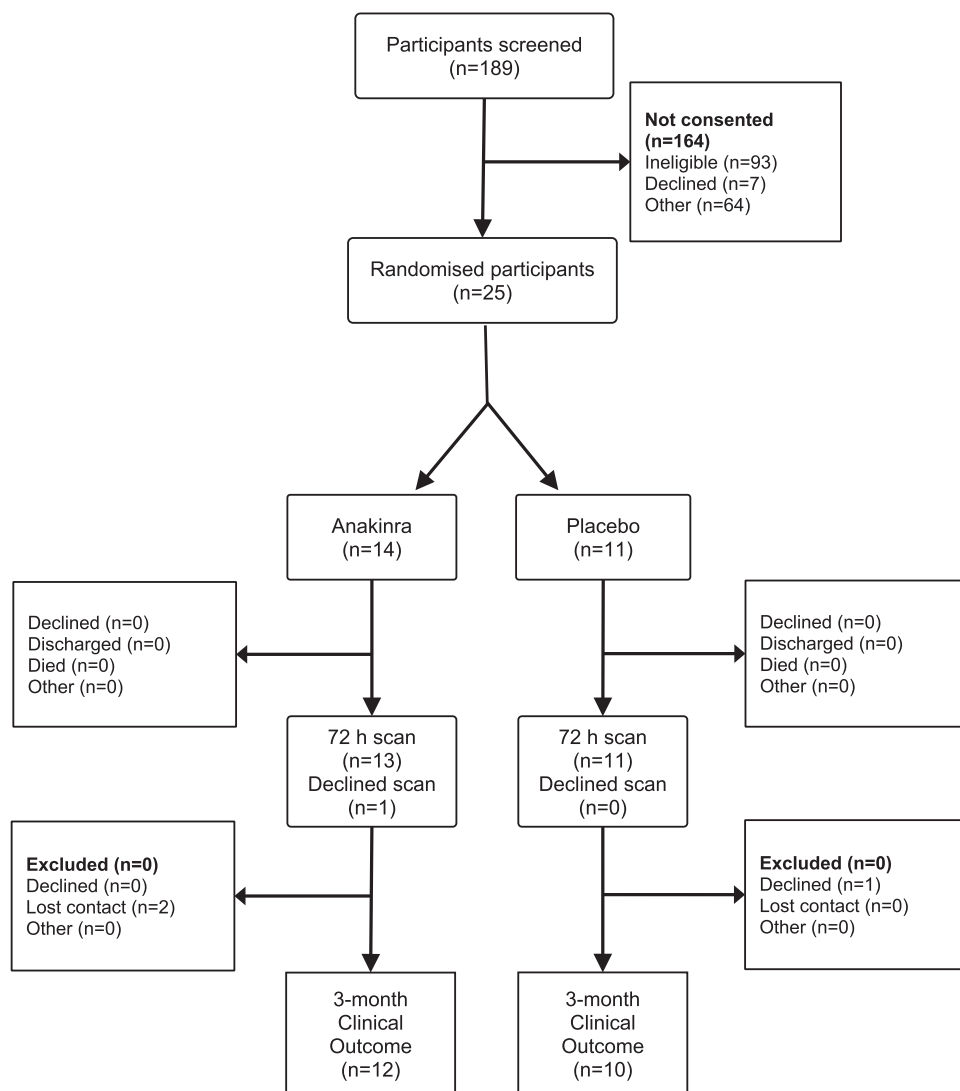 Participants screened
(n=189)
Not consented
(n=164)
Ineligible (n=93)
Declined (n=7)
Other (n=64)
Randomised participants
(n=25)
Anakinra
(n=14)
Placebo
(n=11)
Declined (n=0)
Discharged (n=0)
Died (n=0)
Other (n=0)
Declined (n=0)
Discharged (n=0)
Died (n=0)
Other (n=0)
72 h scan
(n=13)
Declined scan
(n=1)
72 h scan
(n=11)
Declined scan
(n=0)
Excluded (n=0)
Declined (n=0)
Lost contact (n=2)
Other (n=0)
Excluded (n=0)
Declined (n=1)
Lost contact (n=0)
Other (n=0)
3-month
Clinical
Outcome
(n=12)
3-month
Clinical
Outcome
(n=10)